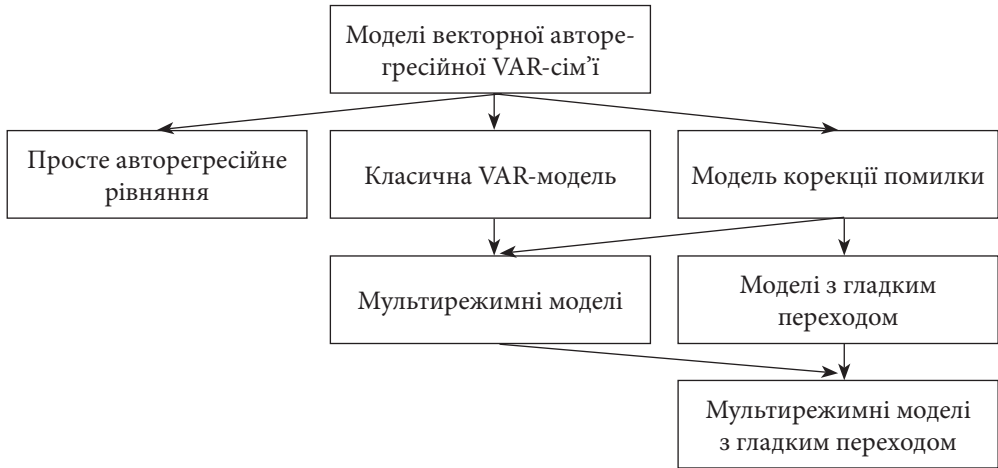 Моделі векторної авторе-
гресійної VAR-сім’ї
Просте авторегресійне
рівняння
Класична VAR-модель
Модель корекції помилки
Мультирежимні моделі
Моделі з гладким
переходом
Мультирежимні моделі
з гладким переходом